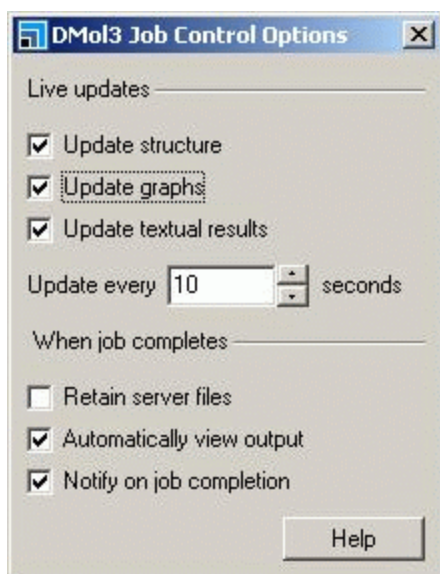 DMol3 Job Control Options
Live updates
Update structure
Update graphs
Update textual results
Update every 10 seconds
When job completes
Retain server files
Automatically view output
Notify on job completion
Help